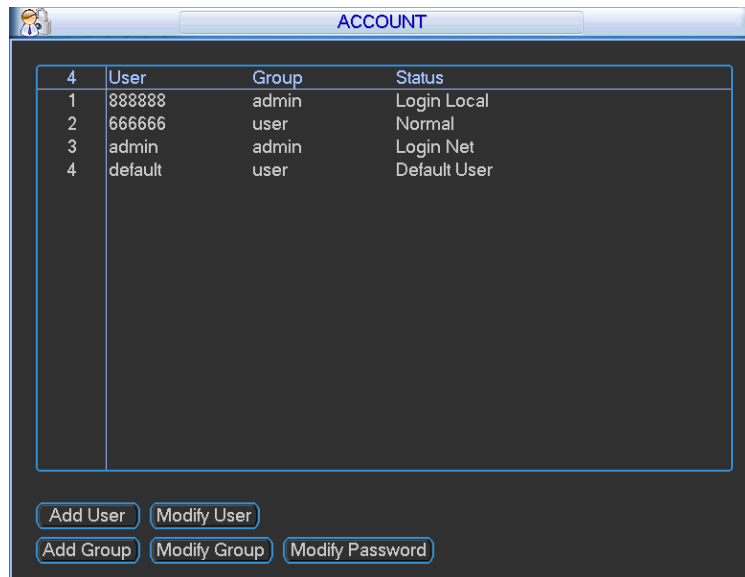 ACCOUNT
4 User Group Status
1 888888 admin Login Local
2 666666 user Normal
3 admin admin Login Net
4 default user Default User
Add User Modify User
Add Group Modify Group Modify Password